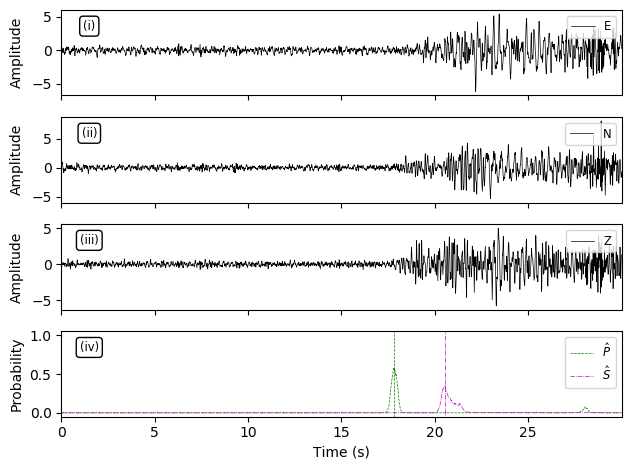 (i)
E
5
0
−5
Amplitude
(ii)
N
5
0
−5
Amplitude
(iii)
Z
5
0
−5
Amplitude
(iv)
P̂
Ŝ
1.0
0.5
0.0
Probability
0 5 10 15 20 25
Time (s)